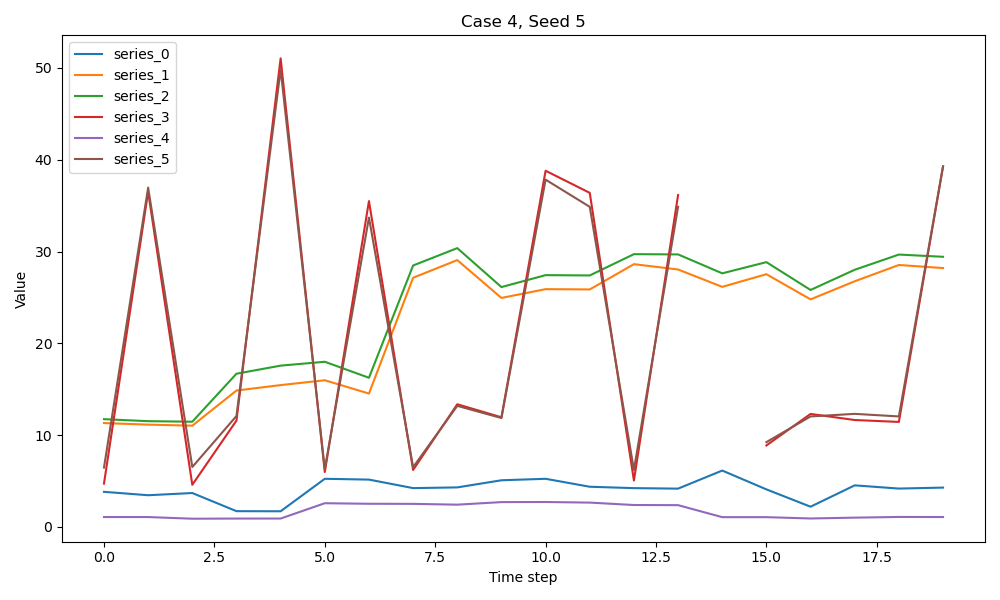 Case 4, Seed 5
series_0
series_1
series_2
series_3
series_4
series_5
Value
50
40
30
20
10
0
0.0 2.5 5.0 7.5 10.0 12.5 15.0 17.5
Time step